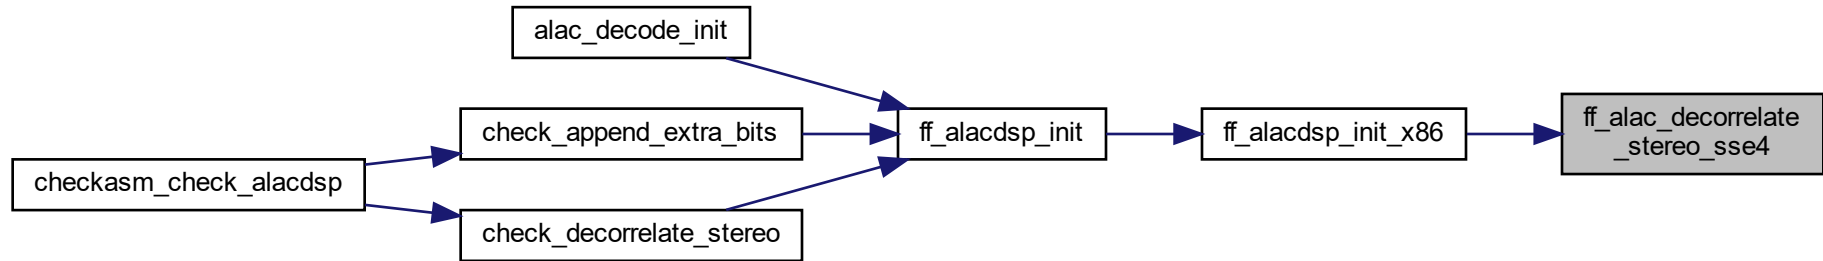 alac_decode_init
check_append_extra_bits
ff_alacdsp_init
ff_alacdsp_init_x86
ff_alac_decorrelate
_stereo_sse4
checkasm_check_alacdsp
check_decorrelate_stereo